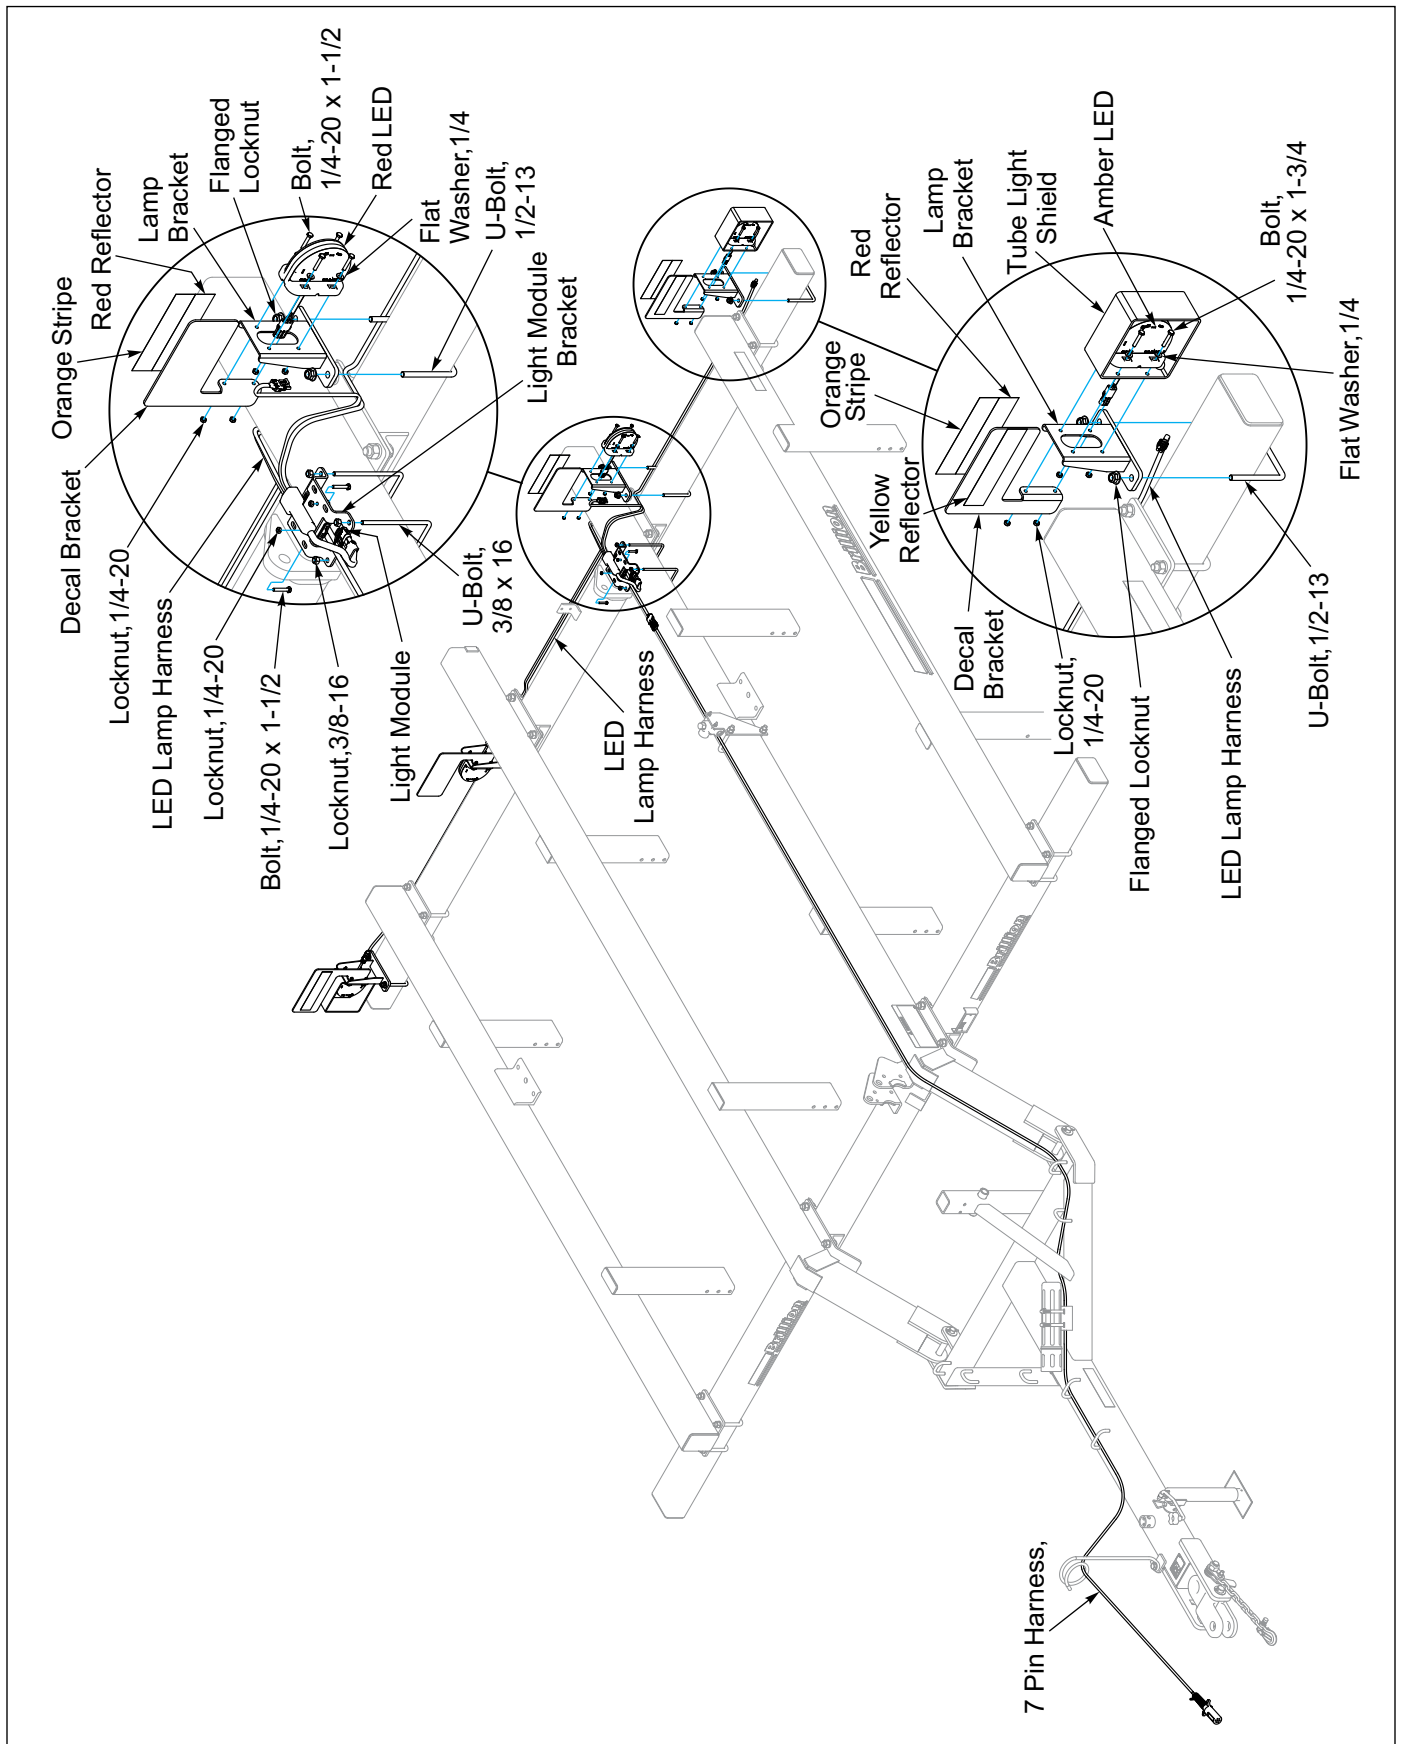 Orange Stripe
Red Reflector
Lamp
Bracket
Flanged
Locknut
Bolt,
1/4-20 x 1-1/2
Red LED
Flat
Washer,1/4
U-Bolt,
1/2-13
Light Module
Bracket
Decal Bracket
Locknut,1/4-20
LED Lamp Harness
Locknut,1/4-20
Bolt,1/4-20 x 1-1/2
Locknut,3/8-16
Light Module
U-Bolt,
3/8 x 16
LED
Lamp Harness
Red
Reflector
Lamp
Bracket
Tube Light
Shield
Amber LED
Bolt,
1/4-20 x 1-3/4
Orange
Stripe
Yellow
Reflector
Decal
Bracket
Locknut,
1/4-20
Flanged Locknut
LED Lamp Harness
U-Bolt,1/2-13
Flat Washer,1/4
7 Pin Harness,
Brillion
Brillion
Brillion